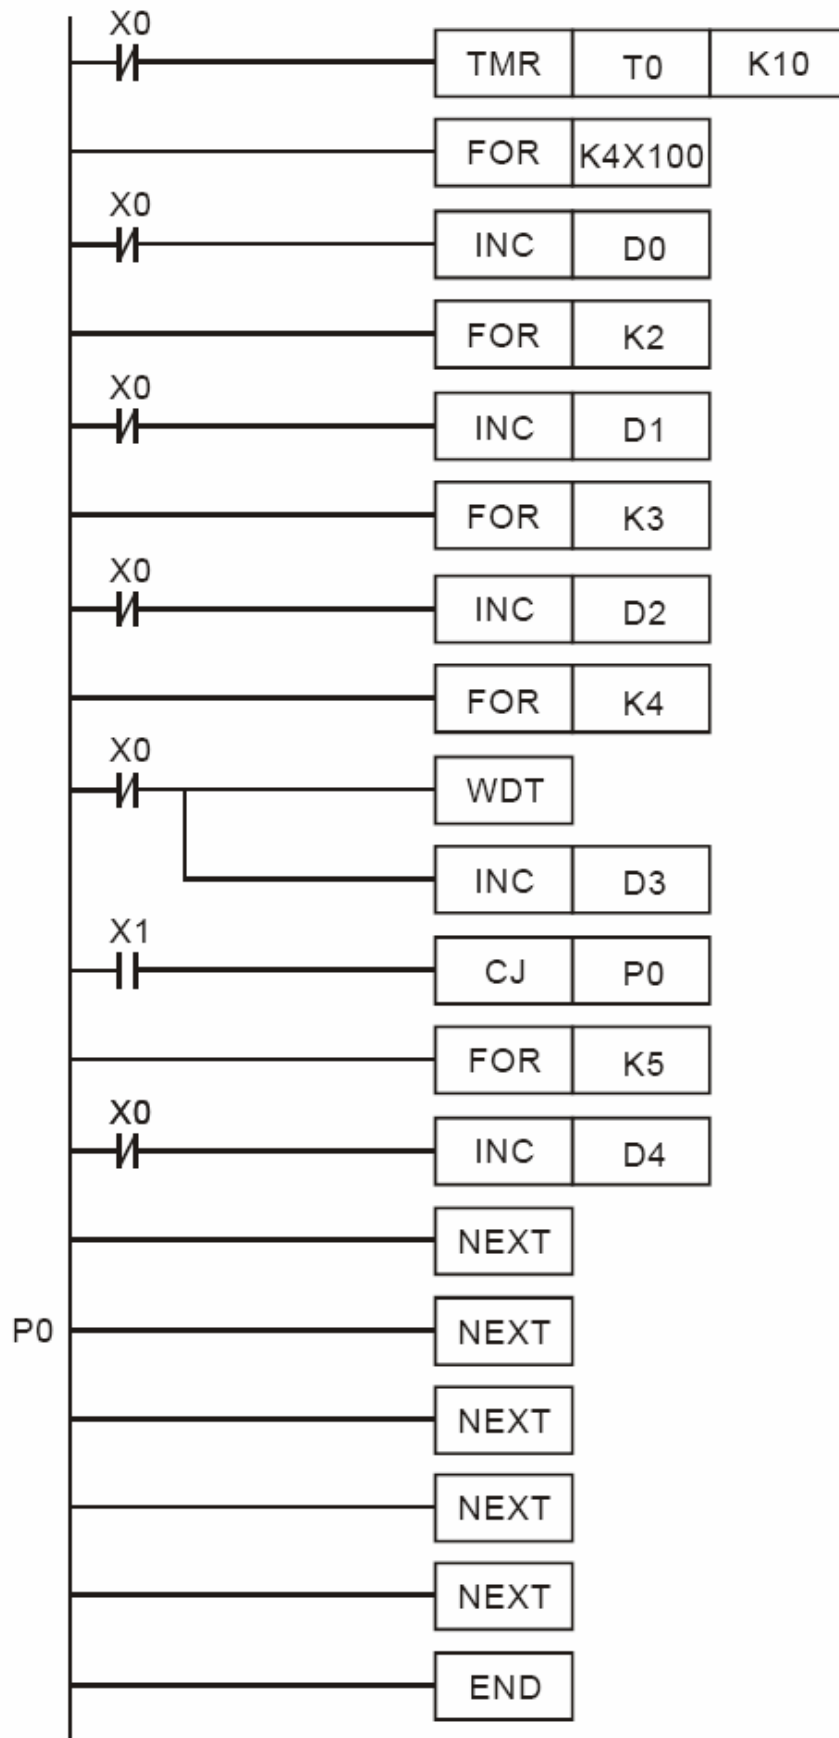 X0
TMR T0 K10
FOR K4X100
X0
INC D0
FOR K2
X0
INC D1
FOR K3
X0
INC D2
FOR K4
X0
WDT
INC D3
X1
CJ P0
FOR K5
X0
INC D4
NEXT
P0 NEXT
NEXT
NEXT
NEXT
END